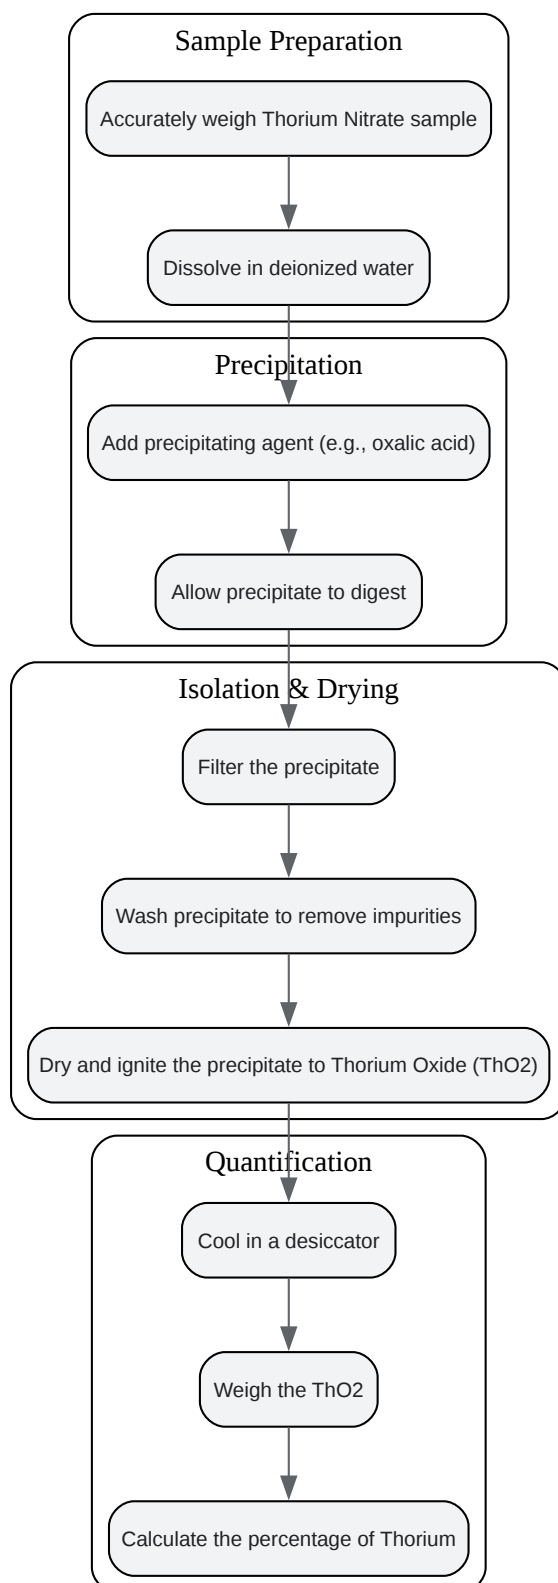 Sample Preparation
Accurately weigh Thorium Nitrate sample
Dissolve in deionized water
Precipitation
Add precipitating agent (e.g., oxalic acid)
Allow precipitate to digest
Isolation & Drying
Filter the precipitate
Wash precipitate to remove impurities
Dry and ignite the precipitate to Thorium Oxide (ThO2)
Quantification
Cool in a desiccator
Weigh the ThO2
Calculate the percentage of Thorium